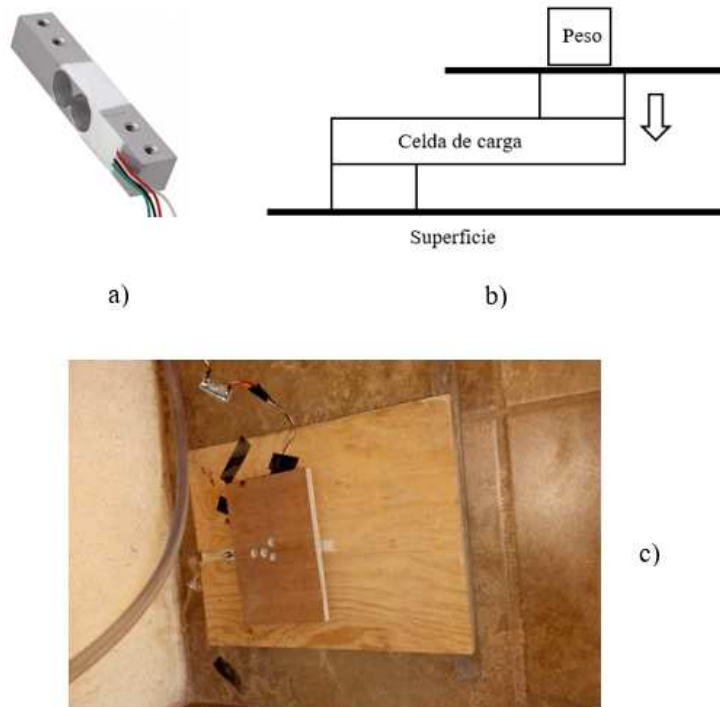 Peso
Celda de carga
Superficie
a)
b)
c)